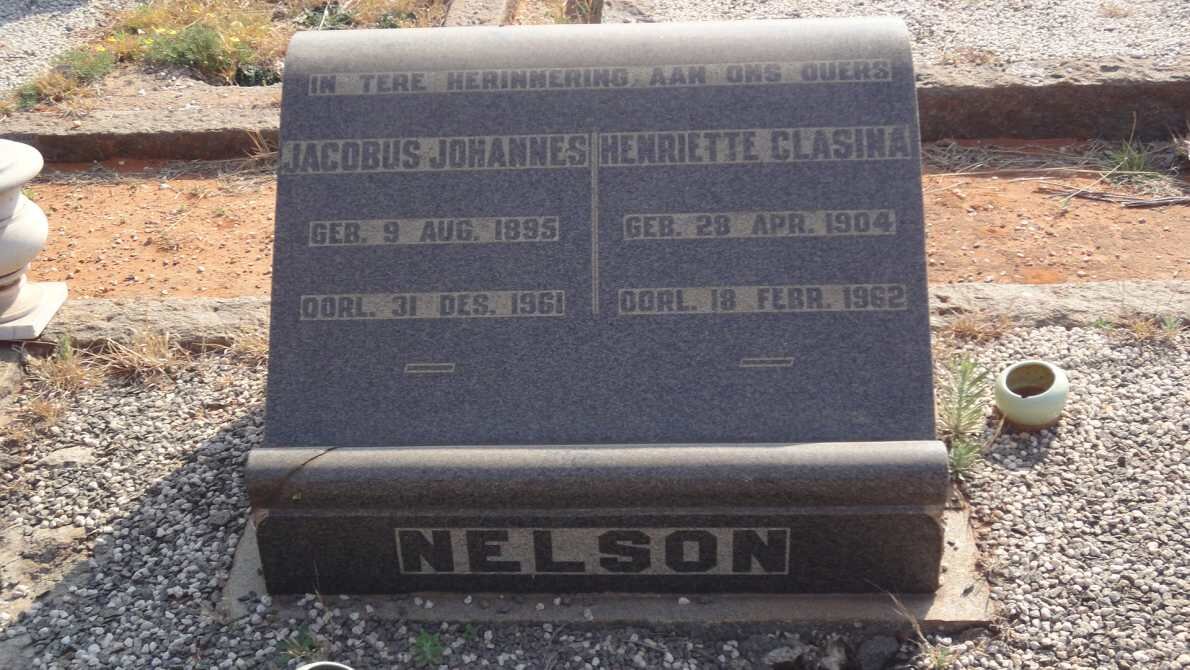 IN TERE HERINNERING AAN ONS OUERS
JACOBUS JOHANNES
GEB. 9 AUG. 1895
OORL. 31 DES. 1961
HENRIETTE CLASINA
GEB. 28 APR. 1904
OORL. 18 FEBR. 1962
NELSON